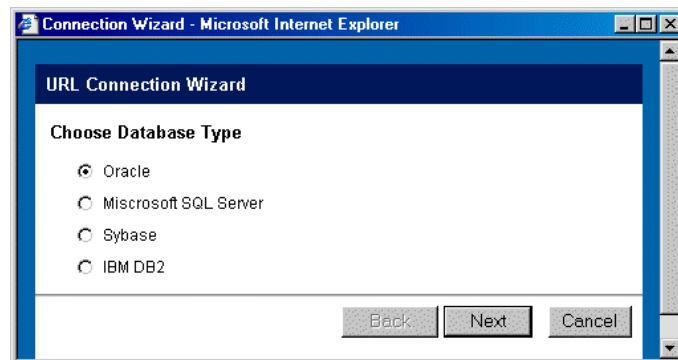 Connection Wizard - Microsoft Internet Explorer
URL Connection Wizard
Choose Database Type
Oracle
Miscrosoft SQL Server
Sybase
IBM DB2
Back Next Cancel